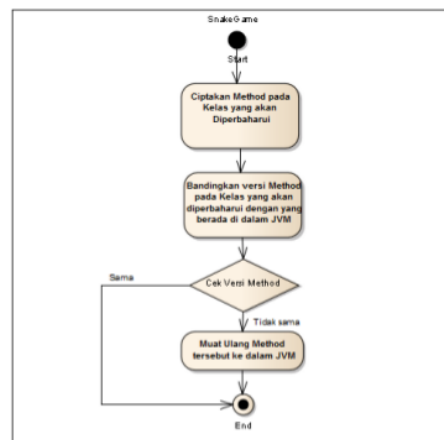 SnakeGame
Start
Ciptakan Method pada
Kelas yang akan
Diperbaharui
Bandingkan versi Method
pada Kelas yang akan
diperbaharui dengan yang
berada di dalam JVM
Cek Versi Method
Sama
Tidak sama
Muat Ulang Method
tersebut ke dalam JVM
End